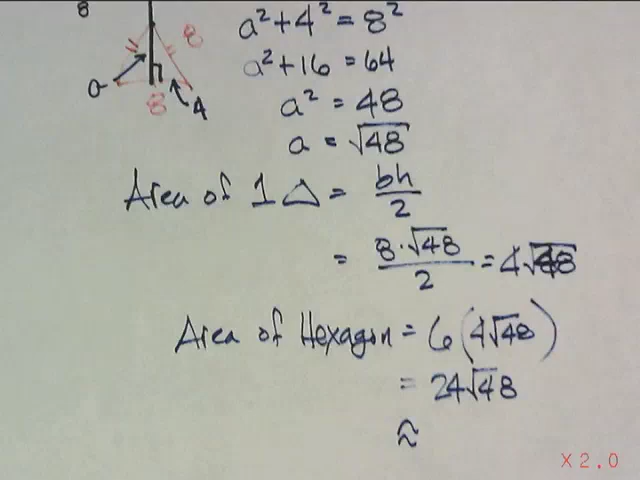 8
a² + 4² = 8²
8
a² + 16 = 64
a
8
4
a² = 48
a = √48
Area of 1 △ = bh/2
= 8·√48/2 = 4√48
Area of Hexagon = 6(4√48)
= 24√48
≈
X2.0